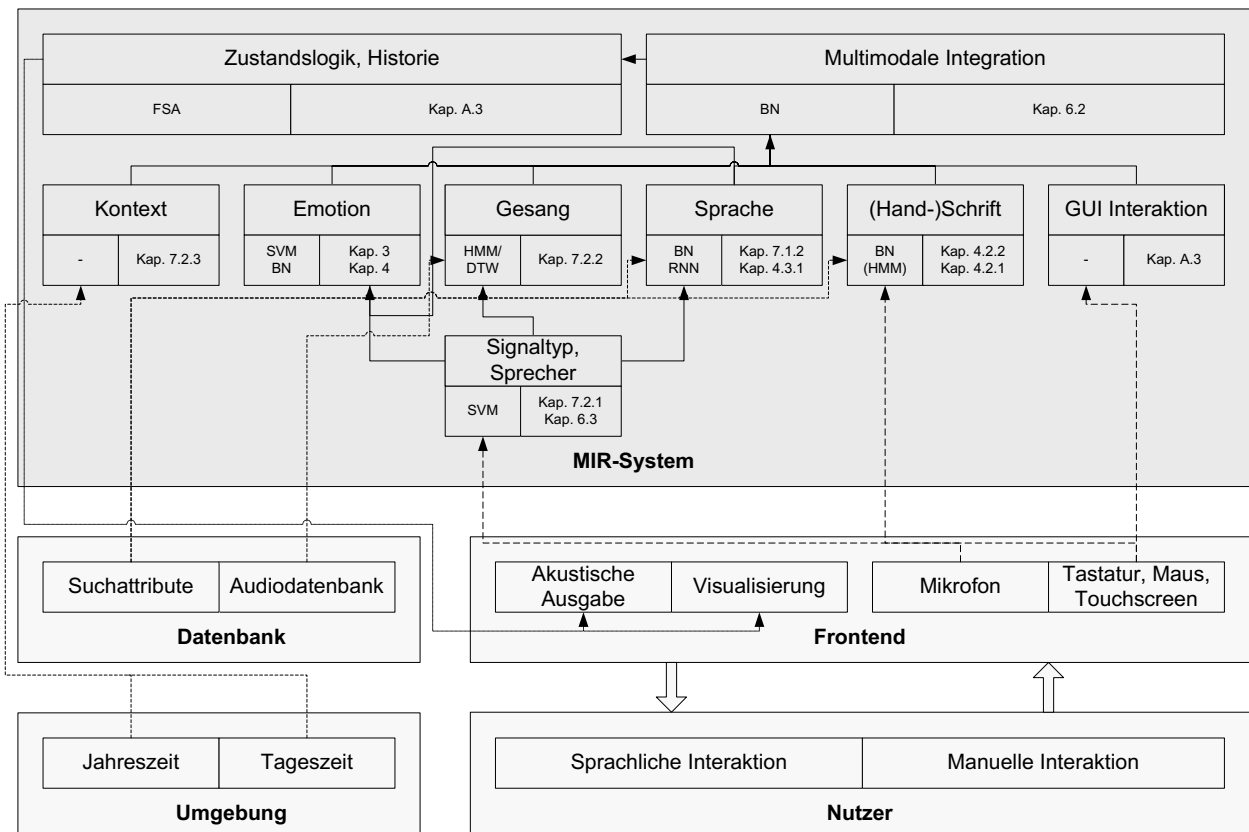 Zustandslogik, Historie
FSA
Kap. A.3
Multimodale Integration
BN
Kap. 6.2
Kontext
-
Kap. 7.2.3
Emotion
SVM
BN
Kap. 3
Kap. 4
Gesang
HMM/
DTW
Kap. 7.2.2
Sprache
BN
RNN
Kap. 7.1.2
Kap. 4.3.1
(Hand-)Schrift
BN
(HMM)
Kap. 4.2.2
Kap. 4.2.1
GUI Interaktion
-
Kap. A.3
Signaltyp,
Sprecher
SVM
Kap. 7.2.1
Kap. 6.3
MIR-System
Suchattribute
Audiodatenbank
Datenbank
Akustische
Ausgabe
Visualisierung
Mikrofon
Tastatur, Maus,
Touchscreen
Frontend
Jahreszeit
Tageszeit
Umgebung
Sprachliche Interaktion
Manuelle Interaktion
Nutzer